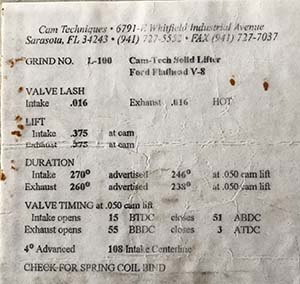 Cam Techniques • 6791-E Whitfield Industrial Avenue
Sarasota, FL 34243 • (941) 727-5552 • FAX (941) 727-7037
GRIND NO. L-100 Cam-Tech Solid Lifter
Ford Flathead V-8
VALVE LASH
Intake .016 Exhaust .016 HOT
LIFT
Intake .375 at cam
Exhaust .375 at cam
DURATION
Intake 270° advertised 246° at .050 cam lift
Exhaust 260° advertised 238° at .050 cam lift
VALVE TIMING at .050 cam lift
Intake opens 15 BTDC closes 51 ABDC
Exhaust opens 55 BBDC closes 3 ATDC
4° Advanced 108 Intake Centerline
CHECK FOR SPRING COIL BIND